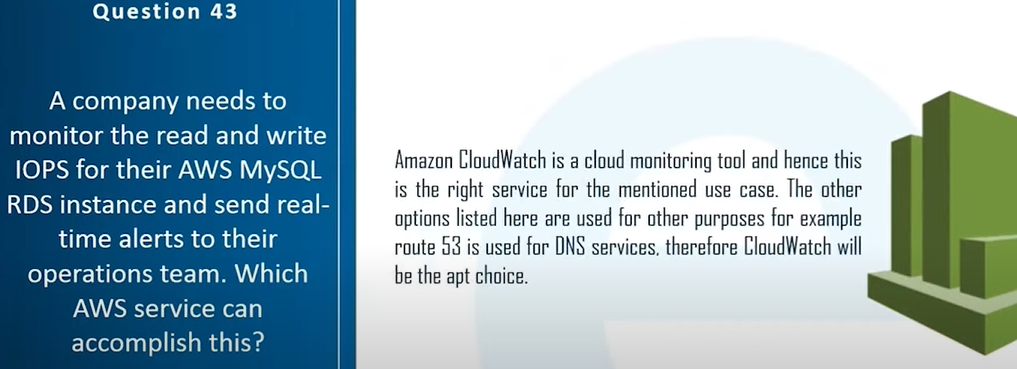 Question 43
A company needs to
monitor the read and write
IOPS for their AWS MySQL
RDS instance and send real-
time alerts to their
operations team. Which
AWS service can
accomplish this?
Amazon CloudWatch is a cloud monitoring tool and hence this
is the right service for the mentioned use case. The other
options listed here are used for other purposes for example
route 53 is used for DNS services, therefore CloudWatch will
be the apt choice.